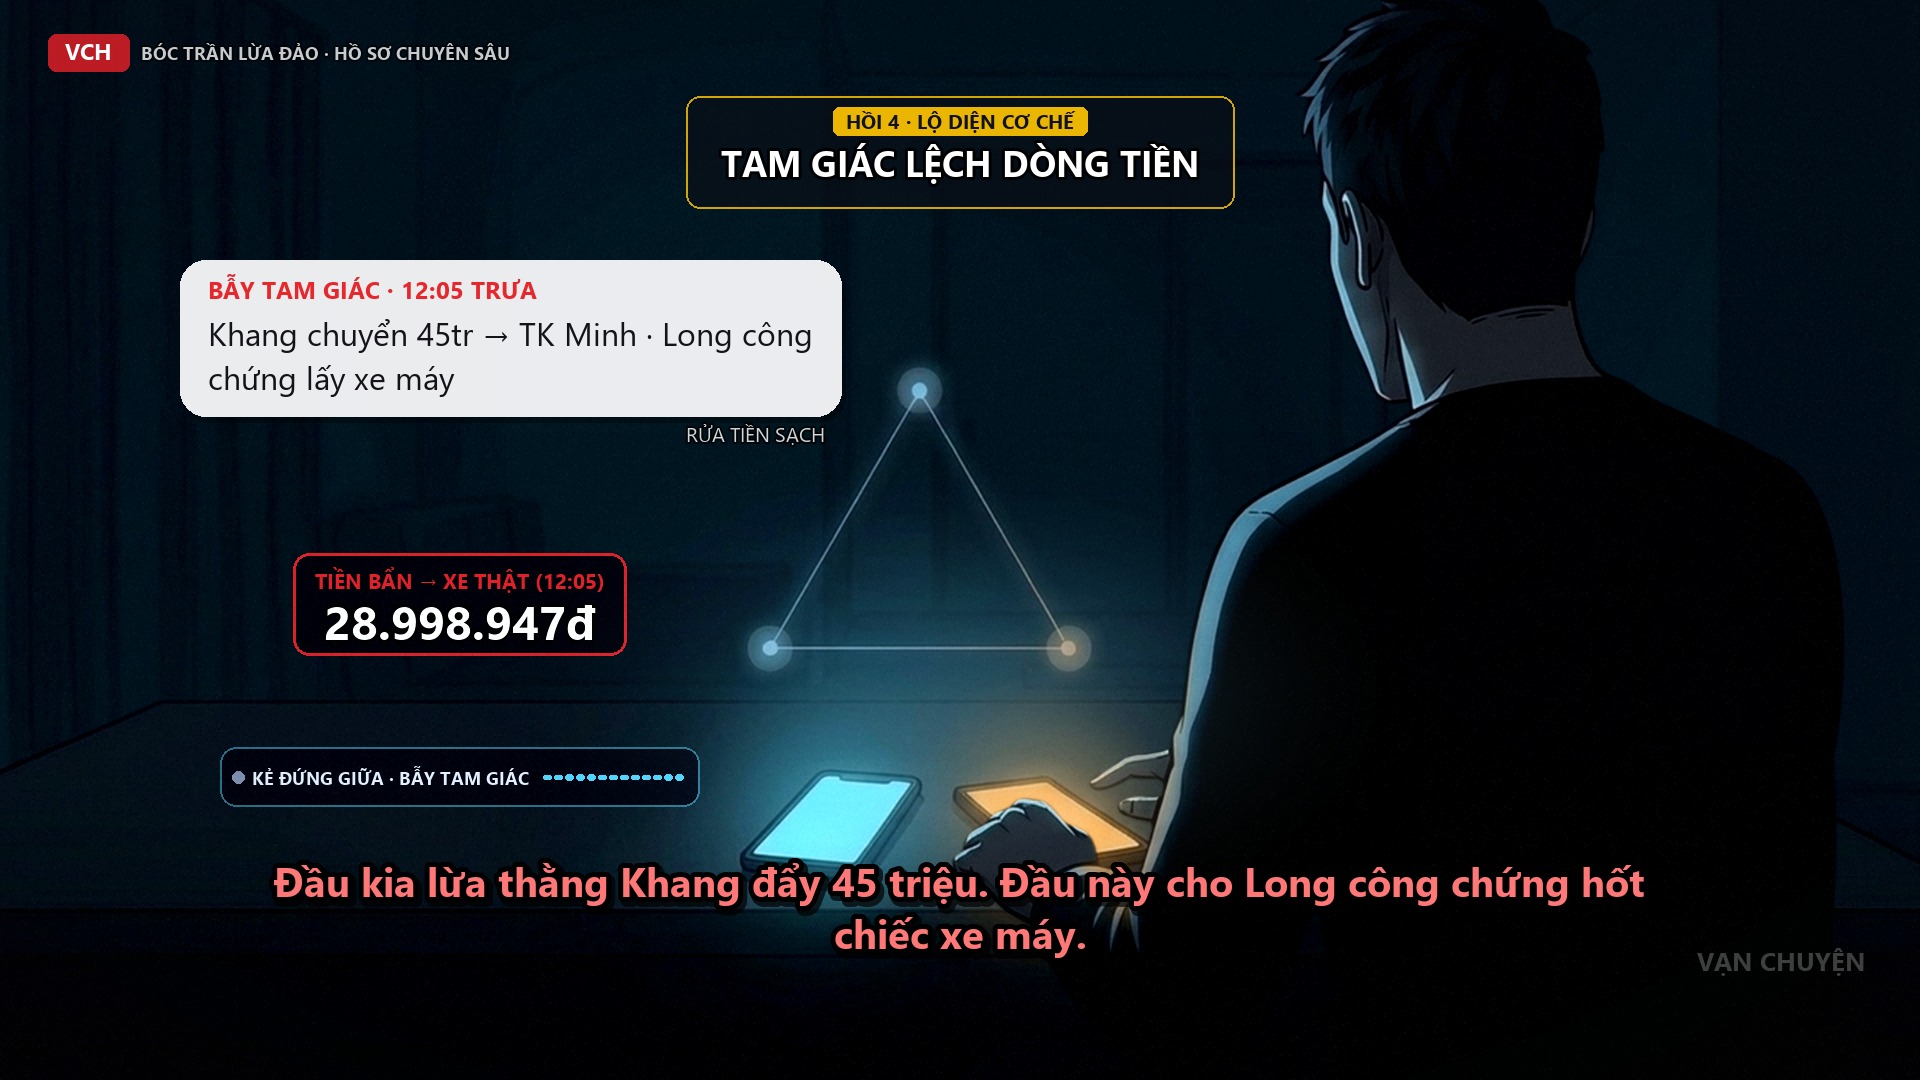 VCH BÓC TRẦN LỪA ĐẢO · HỒ SƠ CHUYÊN SÂU
HỒI 4 · LỘ DIỆN CƠ CHẾ
TAM GIÁC LỆCH DÒNG TIỀN
BẪY TAM GIÁC · 12:05 TRƯA
Khang chuyển 45tr → TK Minh · Long công
chứng lấy xe máy
RỬA TIỀN SẠCH
TIỀN BẨN → XE THẬT (12:05)
28.998.947đ
KẺ ĐỨNG GIỮA · BẪY TAM GIÁC
Đầu kia lừa thằng Khang đẩy 45 triệu. Đầu này cho Long công chứng hốt
chiếc xe máy.
VẠN CHUYỆN